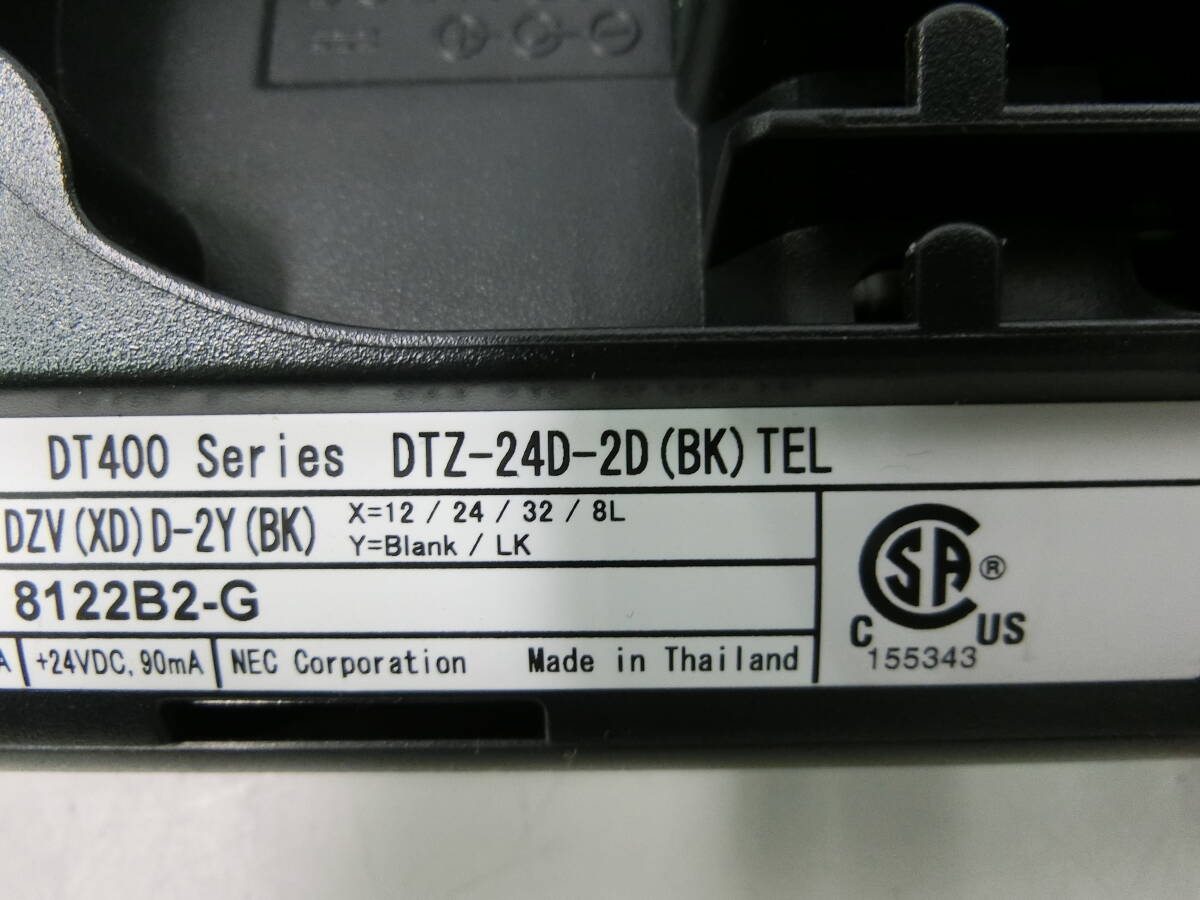 DT400 Series DTZ-24D-2D(BK)TEL
DZV(XD)D-2Y(BK) X=12 / 24 / 32 / 8L
Y=Blank / LK
8122B2-G
A +24VDC, 90mA NEC Corporation Made in Thailand
CSA ®
C US
155343